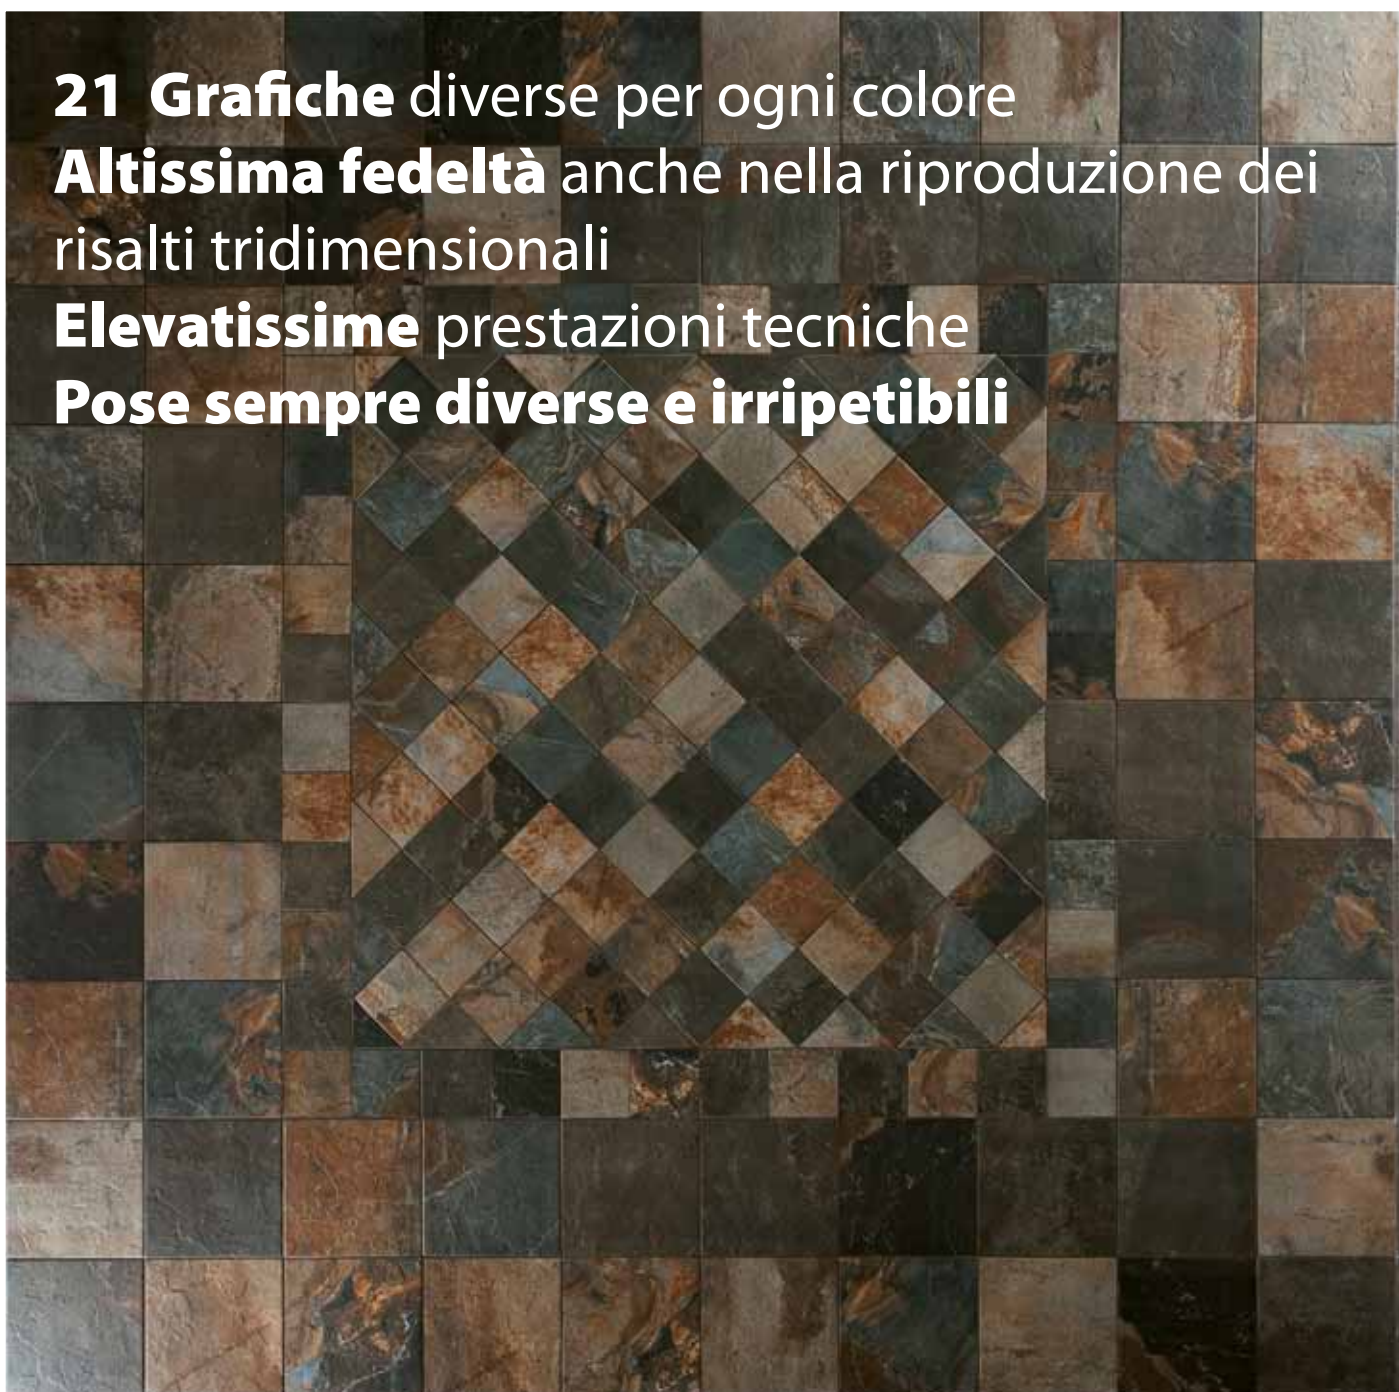 21 Grafiche diverse per ogni colore
Altissima fedeltà anche nella riproduzione dei
risalti tridimensionali
Elevatissime prestazioni tecniche
Pose sempre diverse e irripetibili